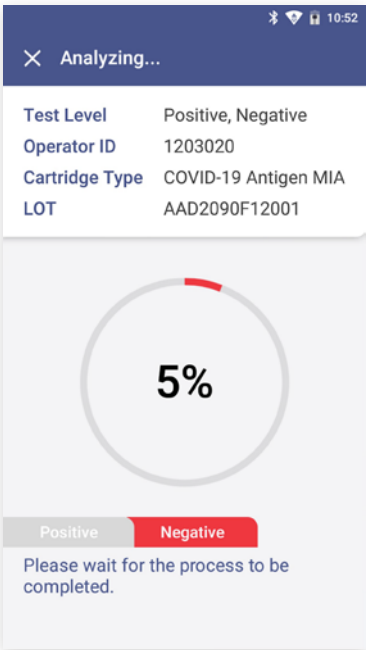 10:52
Analyzing...
Test Level Positive, Negative
Operator ID 1203020
Cartridge Type COVID-19 Antigen MIA
LOT AAD2090F12001
5%
Positive Negative
Please wait for the process to be
completed.